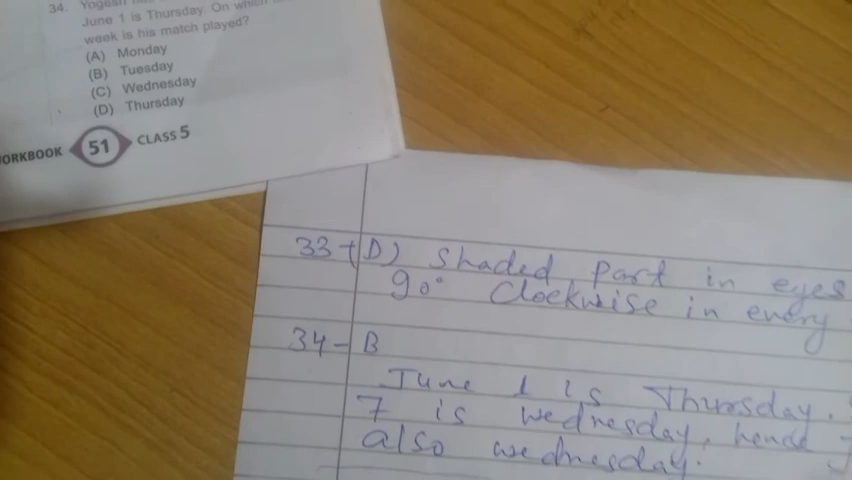 34.
June 1 is Thursday. On which
week is his match played?
(A) Monday
(B) Tuesday
(C) Wednesday
(D) Thursday
51 CLASS 5
33 - (D) Shaded Part in eyes
90° Clockwise in every
34 - B
June 1 is Thursday.
7 is wednesday, hence
also wednesday.